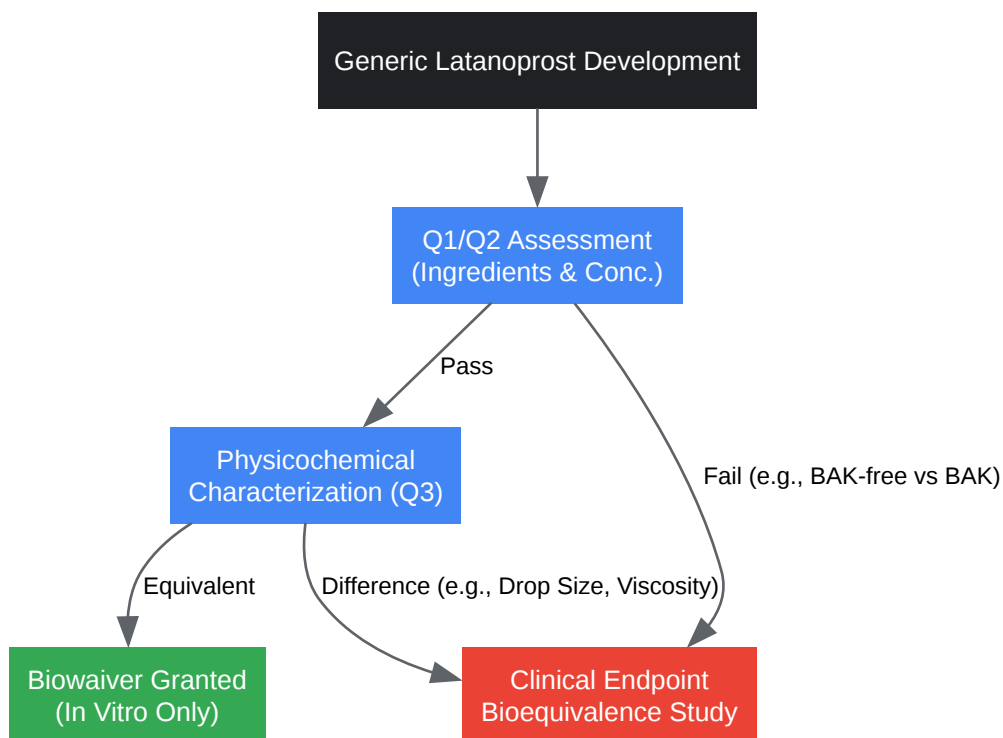 Generic Latanoprost Development
Q1/Q2 Assessment
(Ingredients & Conc.)
Pass
Fail (e.g., BAK-free vs BAK)
Physicochemical
Characterization (Q3)
Equivalent
Difference (e.g., Drop Size, Viscosity)
Biowaiver Granted
(In Vitro Only)
Clinical Endpoint
Bioequivalence Study